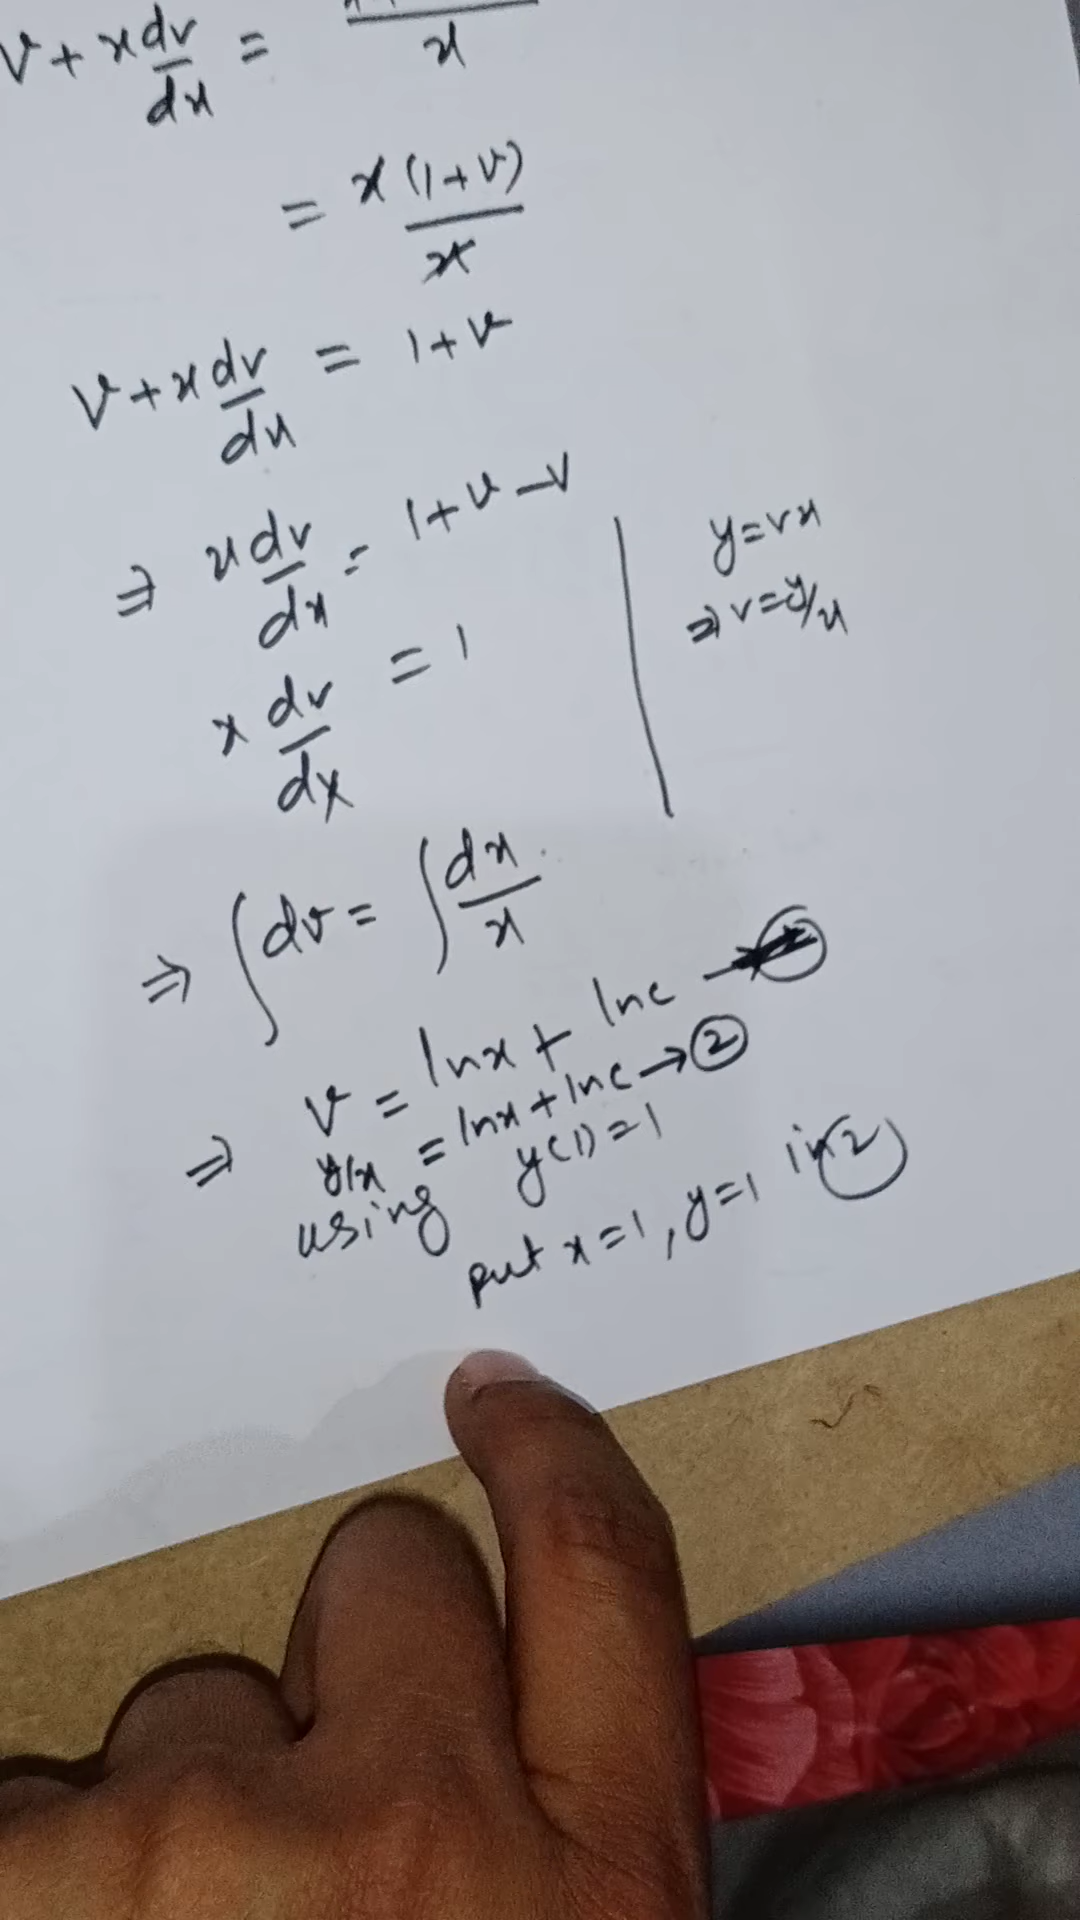 v + x dv/dx = /x
= x(1+v)/x
v + x dv/dx = 1+v
⇒ x dv/dx = 1+v-v
x dv/dx = 1
y=vx
⇒ v=y/x
⇒ ∫dv = ∫dx/x
⇒ v = lnx + lnc
y/x = lnx + lnc → ②
using y(1)=1
put x=1, y=1 in ②